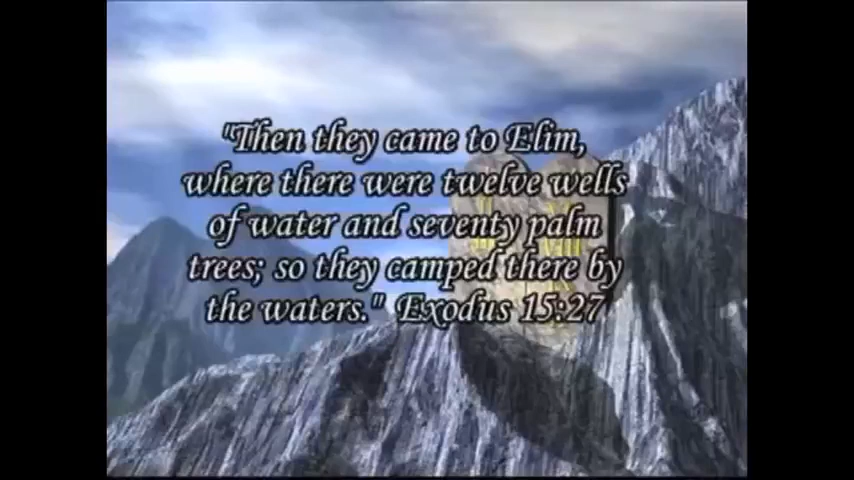 "Then they came to Elim,
where there were twelve wells
of water and seventy palm
trees; so they camped there by
the waters." Exodus 15:27